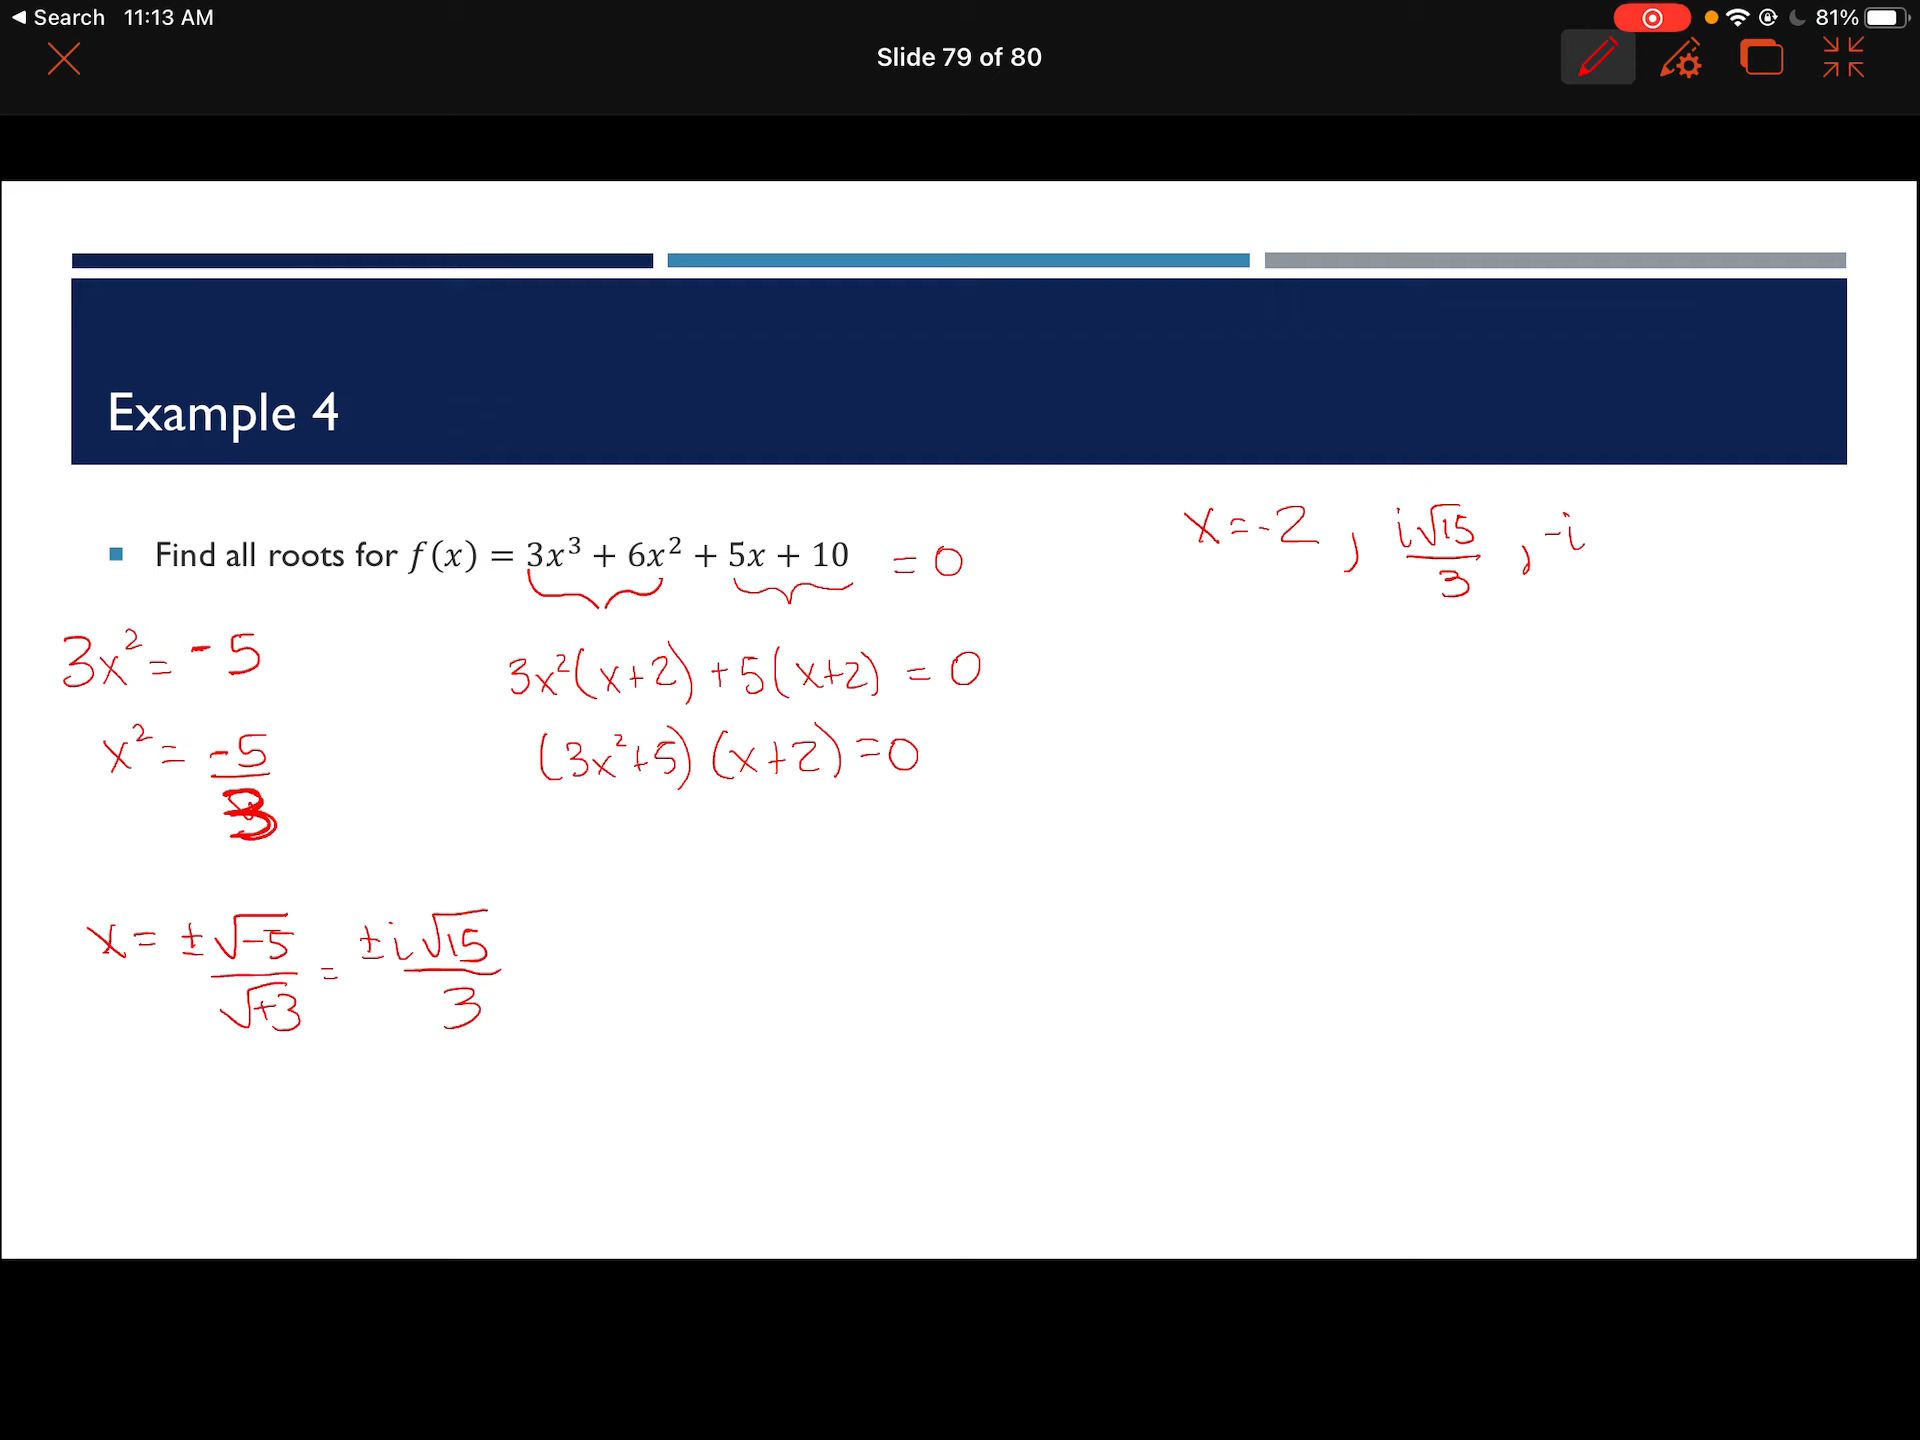 Search 11:13 AM 81%
Slide 79 of 80
Example 4
Find all roots for f(x) = 3x³ + 6x² + 5x + 10 = 0
x = -2 , i√15/3 , -i
3x² = -5
3x²(x+2) + 5(x+2) = 0
x² = -5/3
(3x²+5)(x+2) = 0
x = ±√-5/√+3 = ±i√15/3